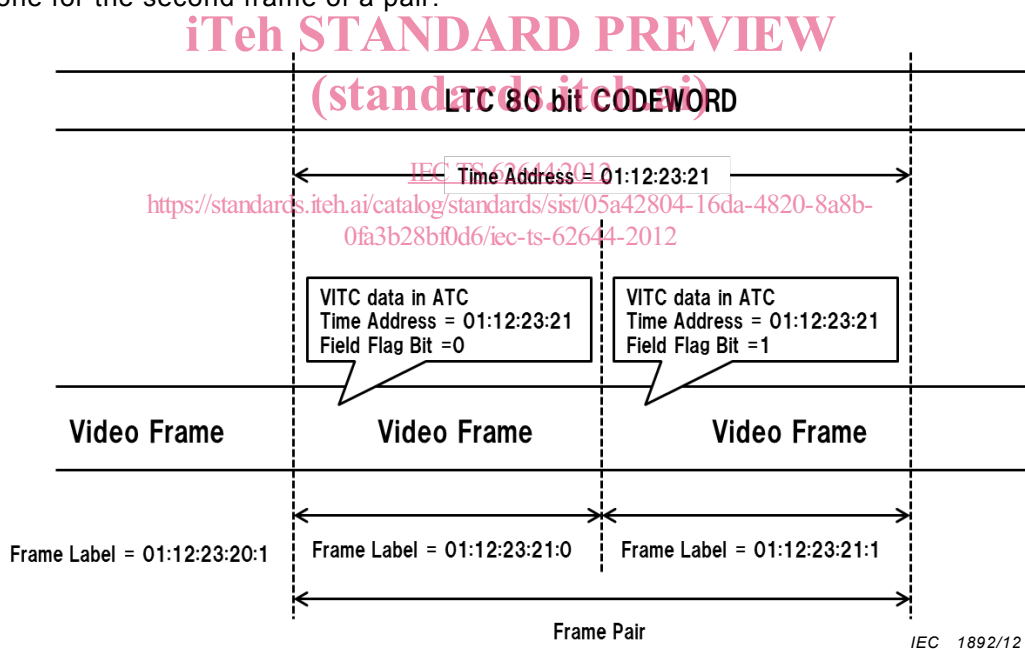 one for the second frame of a pair.
iTeh STANDARD PREVIEW
(standards.iteh.ai)
LTC 80 bit CODEWORD
IEC TS 62644:2012
Time Address = 01:12:23:21
https://standards.iteh.ai/catalog/standards/sist/05a42804-16da-4820-8a8b-
0fa3b28bf0d6/iec-ts-62644-2012
VITC data in ATC
Time Address = 01:12:23:21
Field Flag Bit =0
VITC data in ATC
Time Address = 01:12:23:21
Field Flag Bit =1
Video Frame
Video Frame
Video Frame
Frame Label = 01:12:23:20:1
Frame Label = 01:12:23:21:0
Frame Label = 01:12:23:21:1
Frame Pair
IEC 1892/12